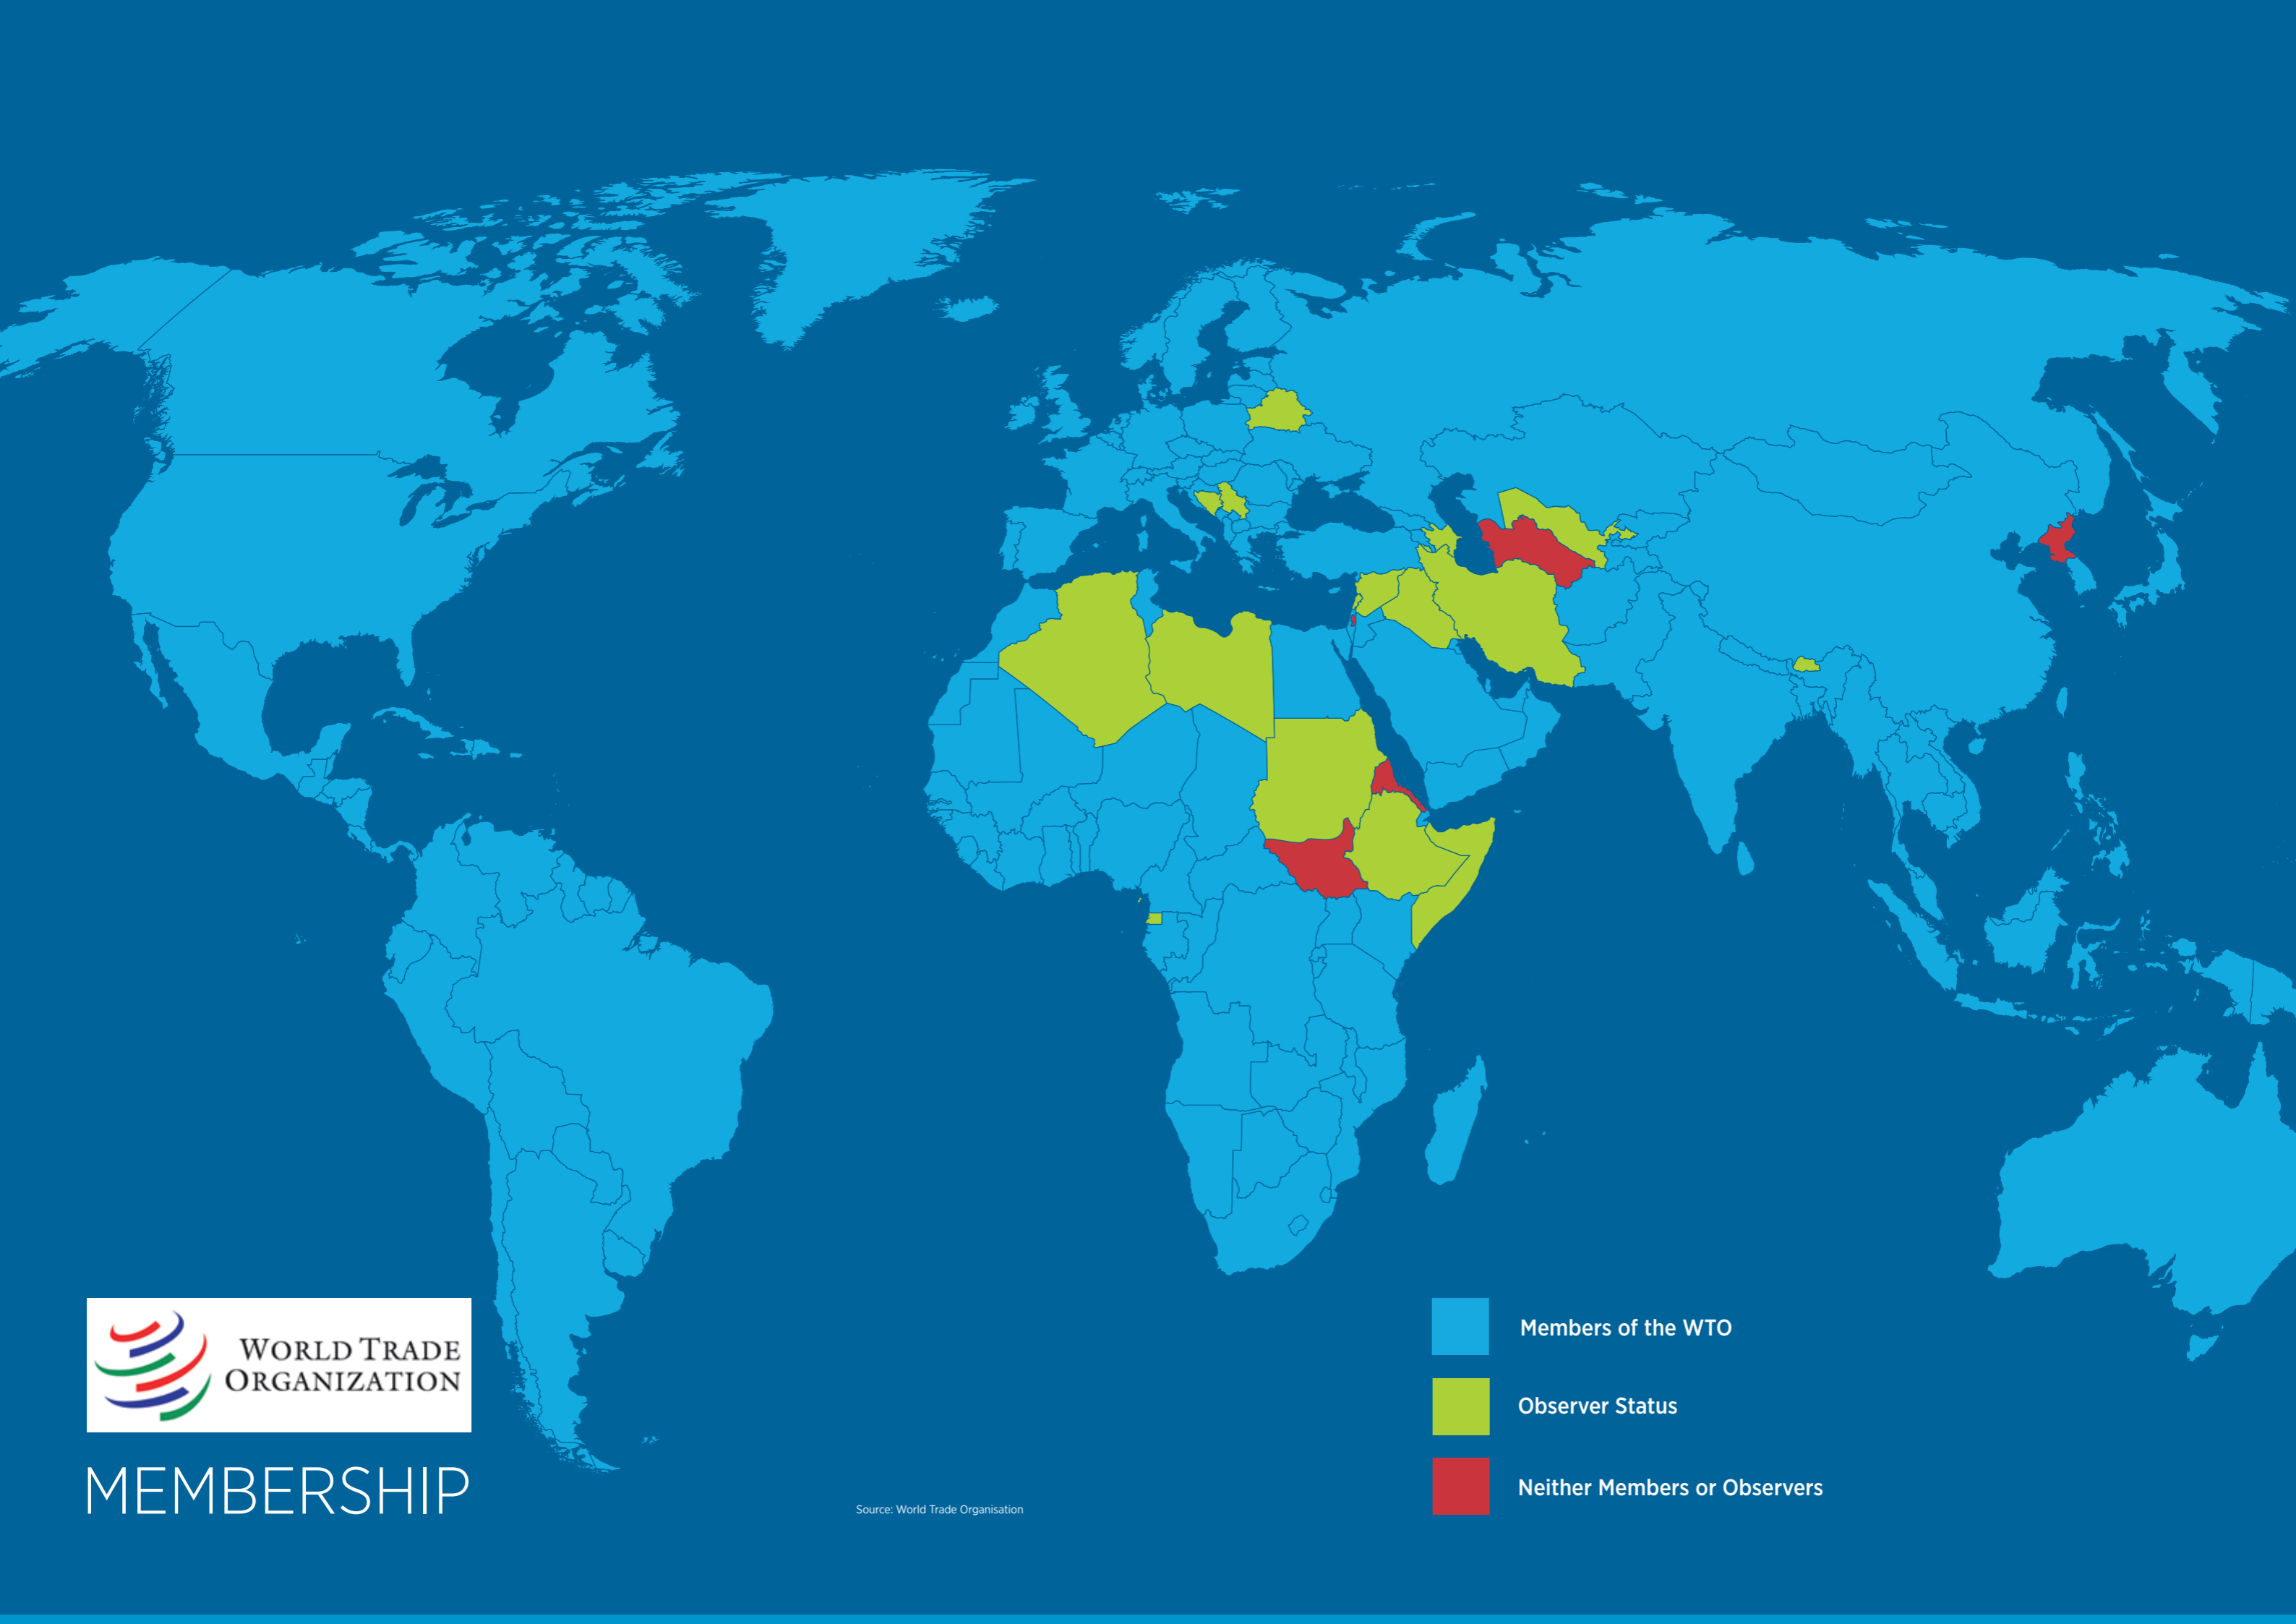 WORLD TRADE
ORGANIZATION
MEMBERSHIP
Source: World Trade Organisation
Members of the WTO
Observer Status
Neither Members or Observers